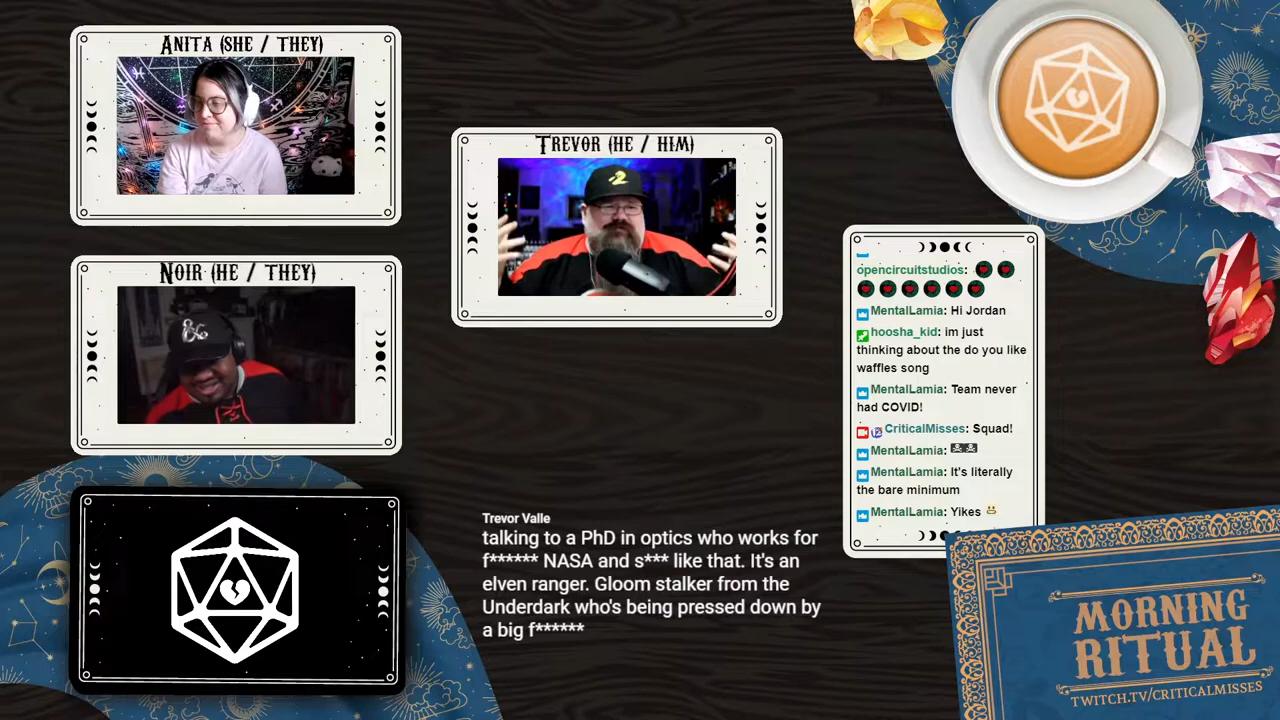 ANITA (SHE / THEY)
TREVOR (HE / HIM)
NOIR (HE / THEY)
opencircuitstudios:
MentalLamia: Hi Jordan
hoosha_kid: im just
thinking about the do you like
waffles song
MentalLamia: Team never
had COVID!
CriticalMisses: Squad!
MentalLamia:
MentalLamia: It's literally
the bare minimum
MentalLamia: Yikes
Trevor Valle
talking to a PhD in optics who works for
f****** NASA and s*** like that. It's an
elven ranger. Gloom stalker from the
Underdark who's being pressed down by
a big f******
MORNING
RITUAL
TWITCH.TV/CRITICALMISSES